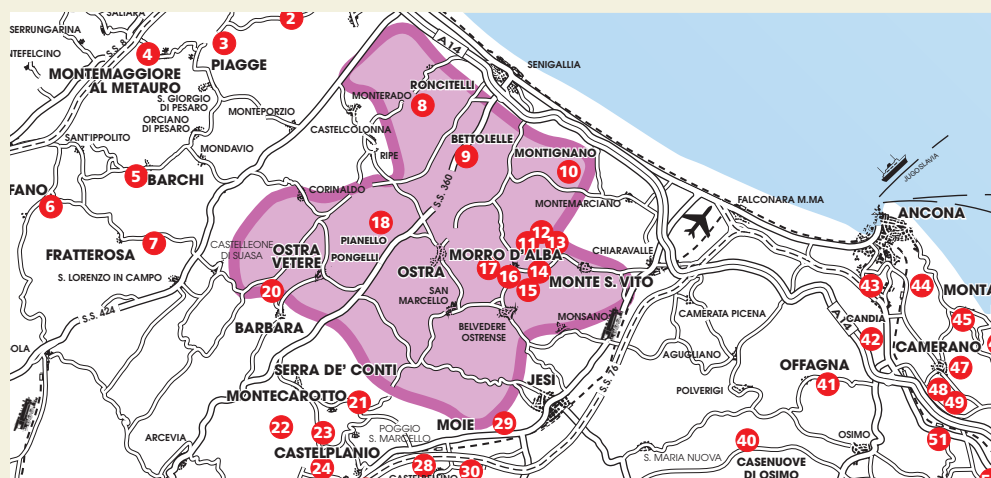 SALTARA
2
SERRUNGARINA
S.S. 8
3
4
PIAGGE
MONTEMAGGIORE
AL METAURO
S. GIORGIO
DI PESARO
ORCIANO
DI PESARO
MONTEPORZIO
SANT'IPPOLITO
MONDAVIO
5
BARCHI
FANO
6
7
FRATTEROSA
S. LORENZO IN CAMPO
S.S. 424
A14
SENIGALLIA
RONCITELLI
8
MONTERADO
CASTELCOLONNA
RIPE
BETTOLELLE
9
MONTIGNANO
10
S.S. 360
CORINALDO
MONTEMARCIANO
18
PIANELLO
PONGELLI
CASTELLEONE
DI SUASA
OSTRA
VETERE
20
BARBARA
OSTRA
12
11
13
MORRO D'ALBA
17
16
14
15
MONTE S. VITO
CHIARAVALLE
SAN
MARCELLO
BELVEDERE
OSTRENSE
MONSANO
FALCONARA M.MA
JUGOSLAVIA
ANCONA
43
44
CAMERATA PICENA
CANDIA
A14
42
45
CAMERANO
47
48
49
51
AGUGLIANO
POLVERIGI
OFFAGNA
41
40
OSIMO
S. MARIA NUOVA
CASENUOVE
DI OSIMO
S.S. 76
JESI
SERRA DE' CONTI
MONTECAROTTO
21
22
23
CASTELPLANIO
24
ARCEVIA
POGGIO
S. MARCELLO
MOIE
29
28
30